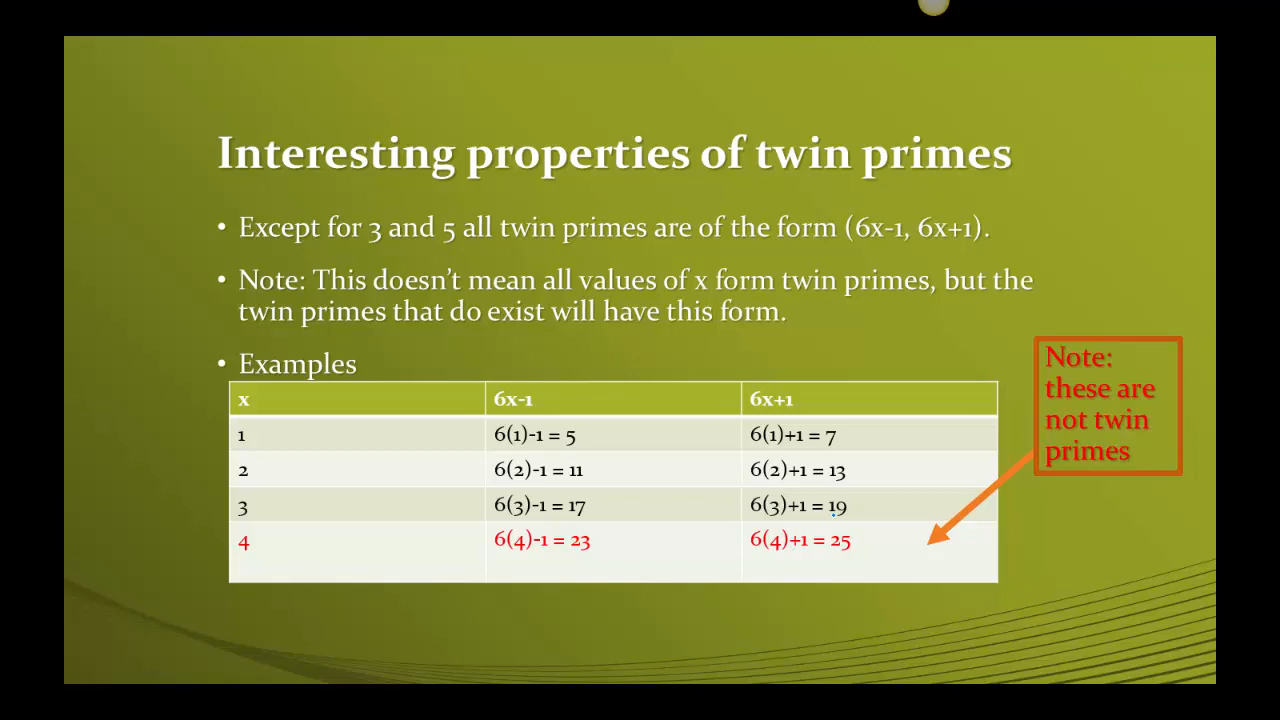 Interesting properties of twin primes
• Except for 3 and 5 all twin primes are of the form (6x-1, 6x+1).
• Note: This doesn't mean all values of x form twin primes, but the
twin primes that do exist will have this form.
• Examples
Note:
these are
not twin
primes
x 6x-1 6x+1
1 6(1)-1 = 5 6(1)+1 = 7
2 6(2)-1 = 11 6(2)+1 = 13
3 6(3)-1 = 17 6(3)+1 = 19
4 6(4)-1 = 23 6(4)+1 = 25